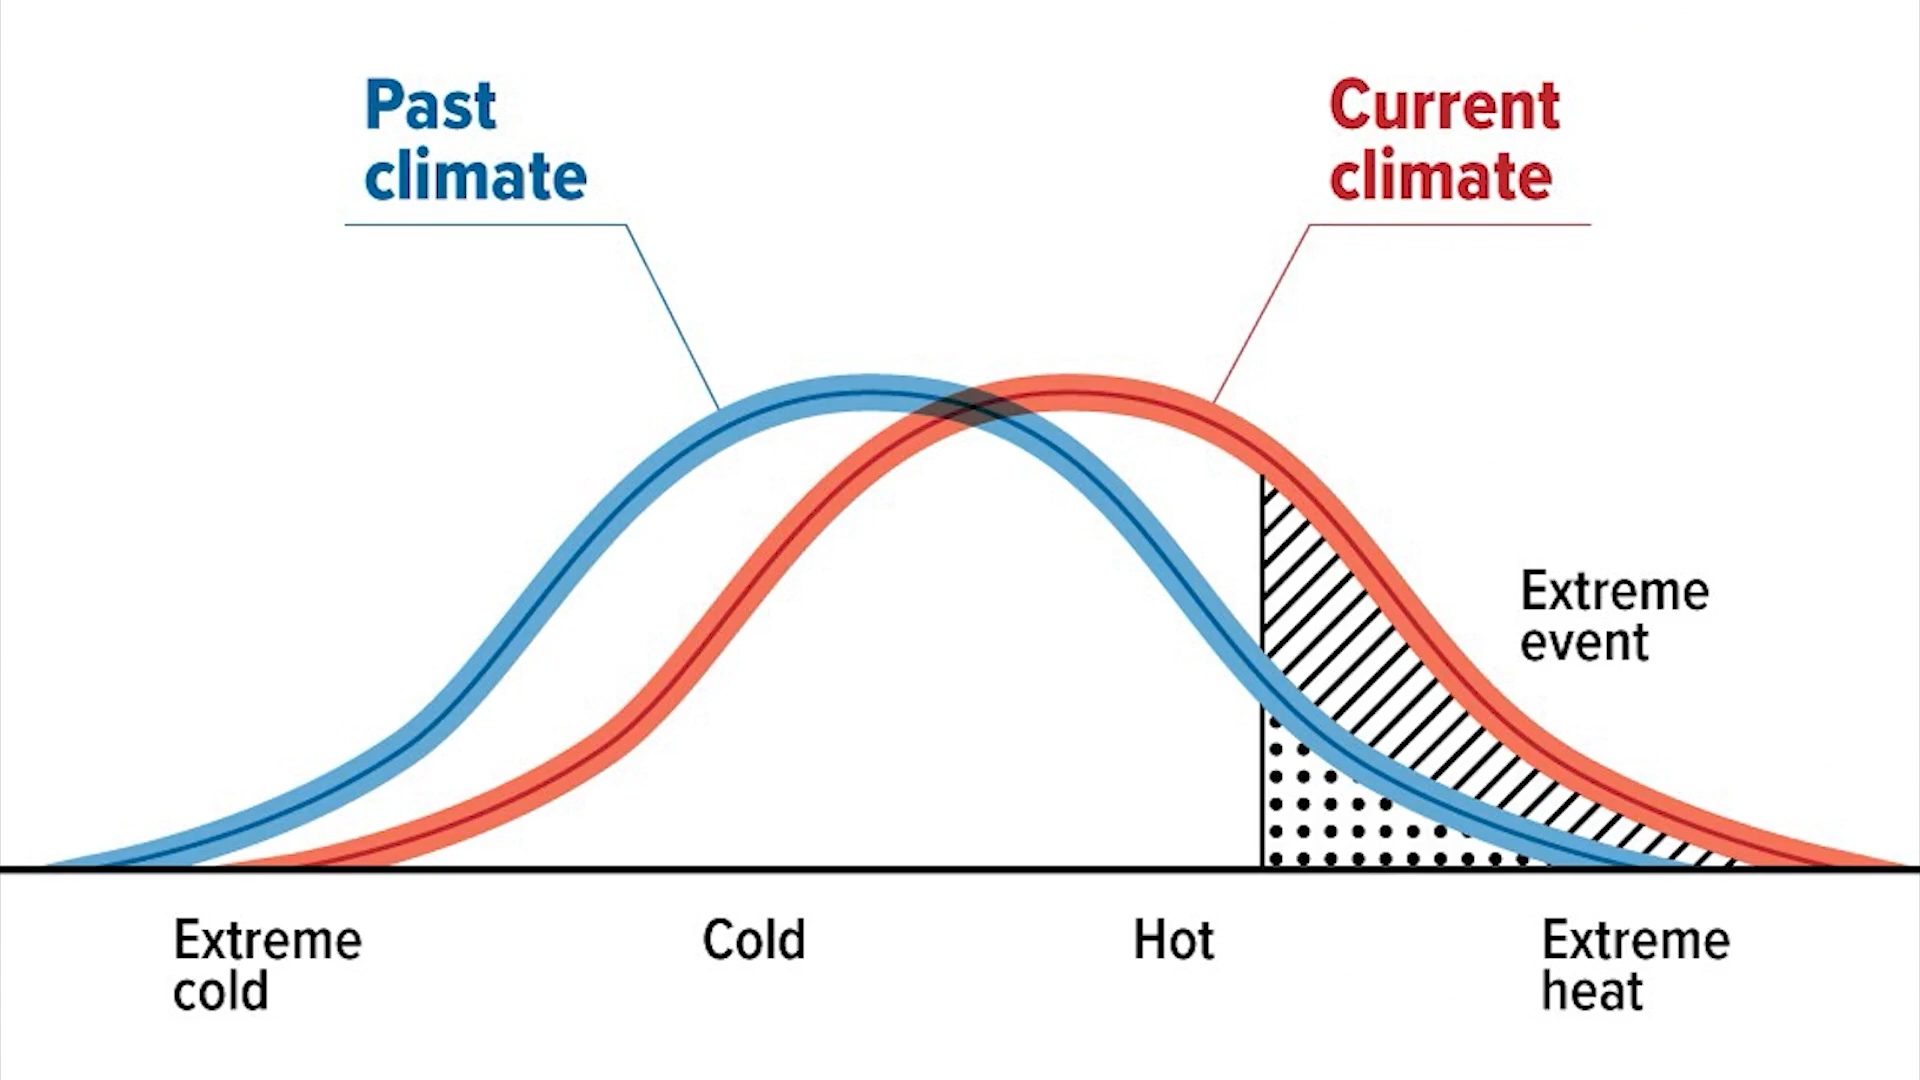 Past
climate
Current
climate
Extreme
event
Extreme
cold
Cold
Hot
Extreme
heat